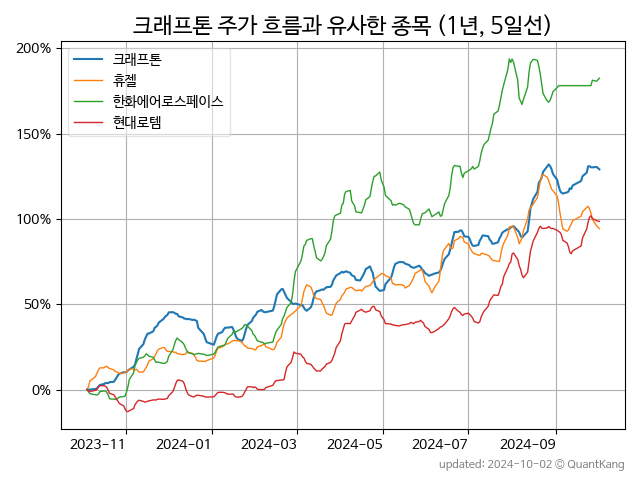 크래프톤 주가 흐름과 유사한 종목 (1년, 5일선)
200%
150%
100%
50%
0%
크래프톤
휴젤
한화에어로스페이스
현대로템
2023-11 2024-01 2024-03 2024-05 2024-07 2024-09
updated: 2024-10-02 © QuantKang